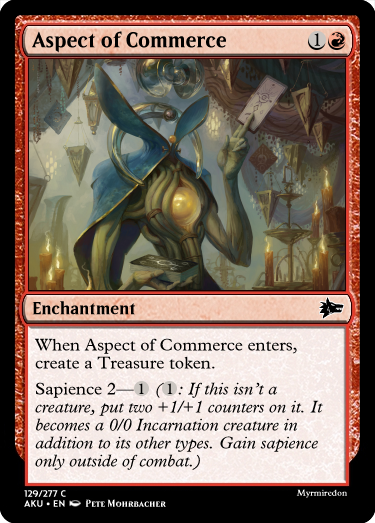 Aspect of Commerce 1
Enchantment
When Aspect of Commerce enters,
create a Treasure token.
Sapience 2—1 (1: If this isn't a
creature, put two +1/+1 counters on it. It
becomes a 0/0 Incarnation creature in
addition to its other types. Gain sapience
only outside of combat.)
129/277 C
Myrmiredon
AKU • EN Pete Mohrbacher